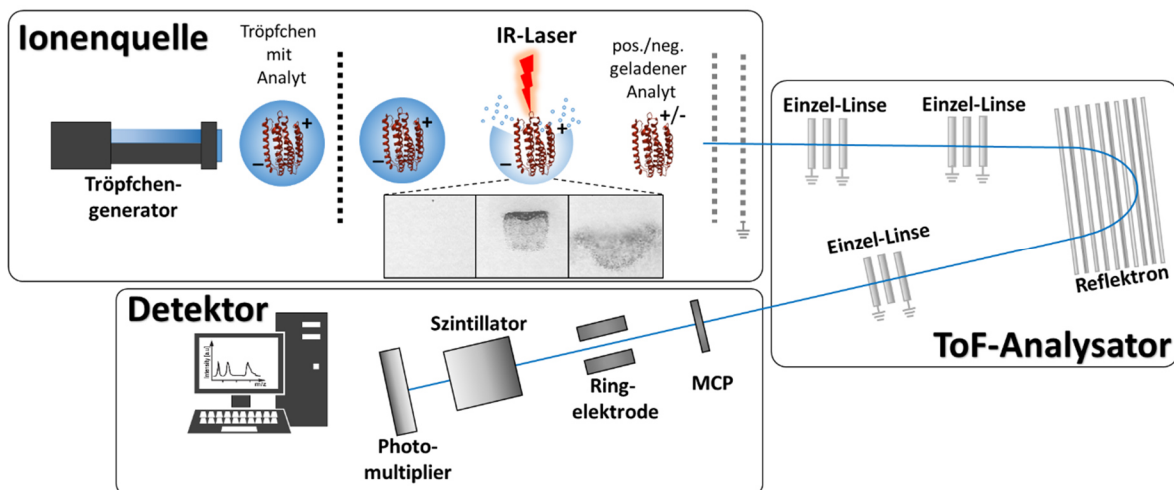 Ionenquelle
Tröpfchen
mit
Analyt
IR-Laser
pos./neg.
geladener
Analyt
+
−
+
−
+
−
+/-
Tröpfchen-
generator
Einzel-Linse
Einzel-Linse
Einzel-Linse
Reflektron
ToF-Analysator
Detektor
Intensity [a.u]
m/z
Szintillator
Photo-
multiplier
Ring-
elektrode
MCP